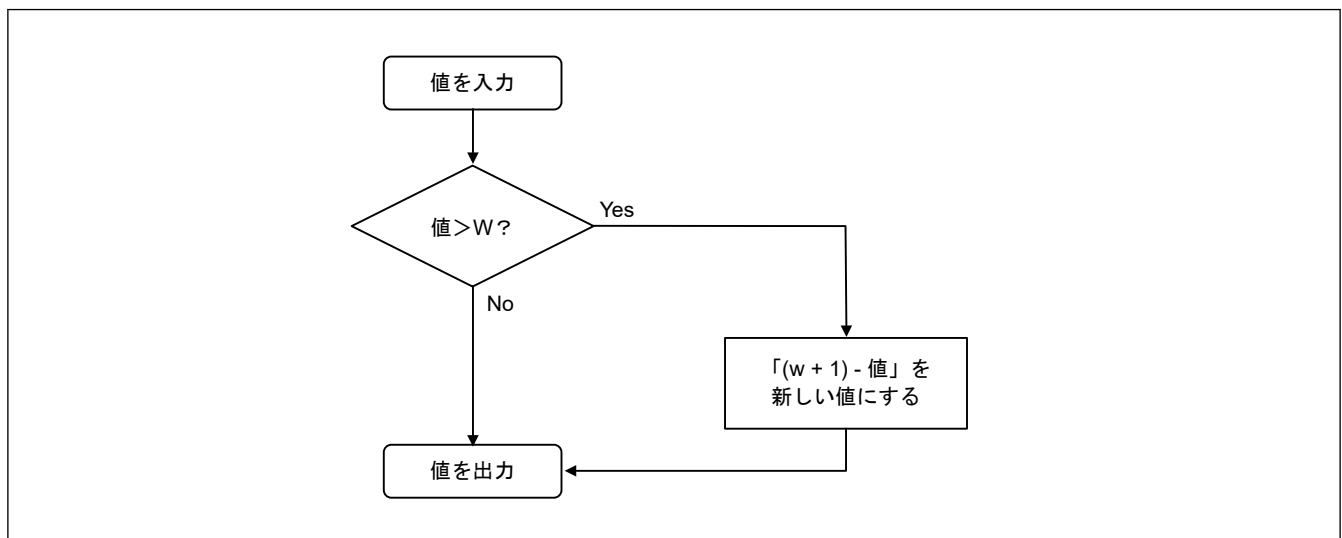 値を入力
値＞W？
Yes
No
「(w + 1) - 値」を
新しい値にする
値を出力